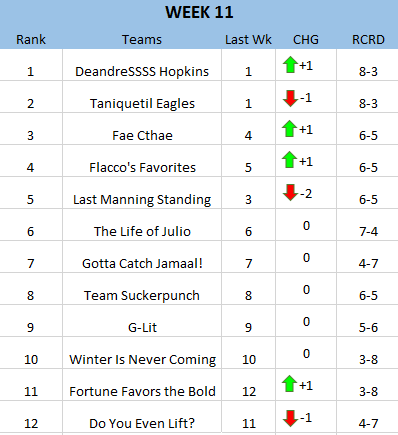 WEEK 11
Rank Teams Last Wk CHG RCRD
1 DeandreSSSS Hopkins 1 +1 8-3
2 Taniquetil Eagles 1 -1 8-3
3 Fae Cthae 4 +1 6-5
4 Flacco's Favorites 5 +1 6-5
5 Last Manning Standing 3 -2 6-5
6 The Life of Julio 6 0 7-4
7 Gotta Catch Jamaal! 7 0 4-7
8 Team Suckerpunch 8 0 6-5
9 G-Lit 9 0 5-6
10 Winter Is Never Coming 10 0 3-8
11 Fortune Favors the Bold 12 +1 3-8
12 Do You Even Lift? 11 -1 4-7